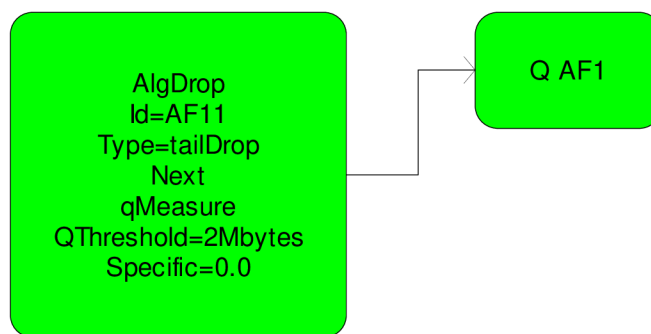 AlgDrop
Id=AF11
Type=tailDrop
Next
qMeasure
QThreshold=2Mbytes
Specific=0.0
Q AF1